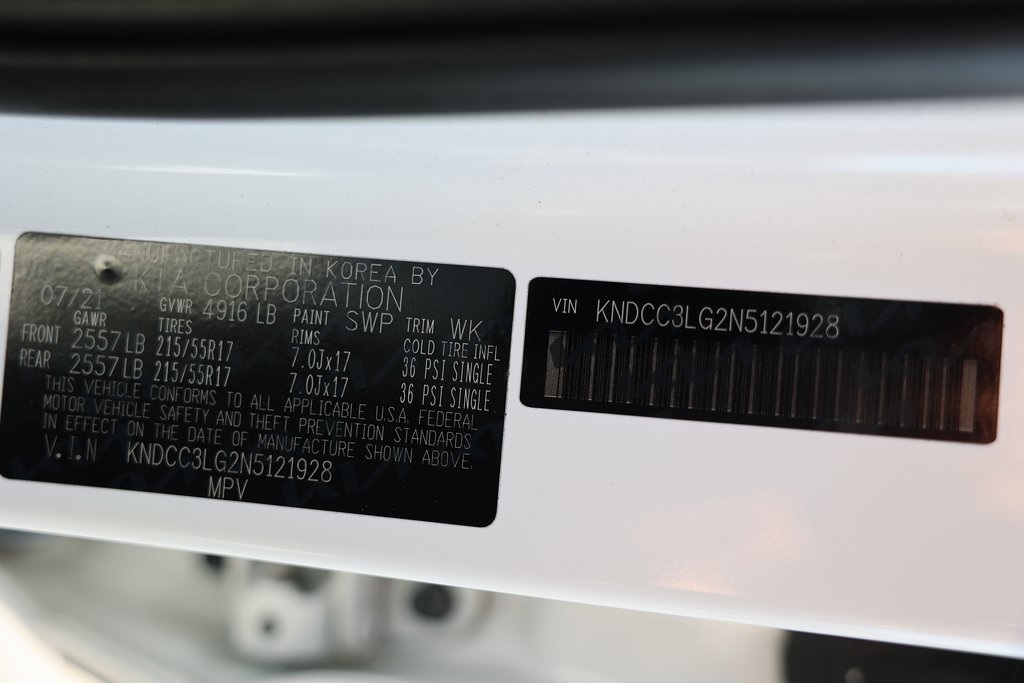 MANUFACTURED IN KOREA BY
KIA CORPORATION
07/21 GVWR 4916 LB PAINT SWP TRIM WK
GAWR TIRES RIMS COLD TIRE INFL
FRONT 2557LB 215/55R17 7.0Jx17 36 PSI SINGLE
REAR 2557LB 215/55R17 7.0Jx17 36 PSI SINGLE
THIS VEHICLE CONFORMS TO ALL APPLICABLE U.S.A. FEDERAL
MOTOR VEHICLE SAFETY AND THEFT PREVENTION STANDARDS
IN EFFECT ON THE DATE OF MANUFACTURE SHOWN ABOVE.
V.I.N KNDCC3LG2N5121928
MPV
VIN KNDCC3LG2N5121928